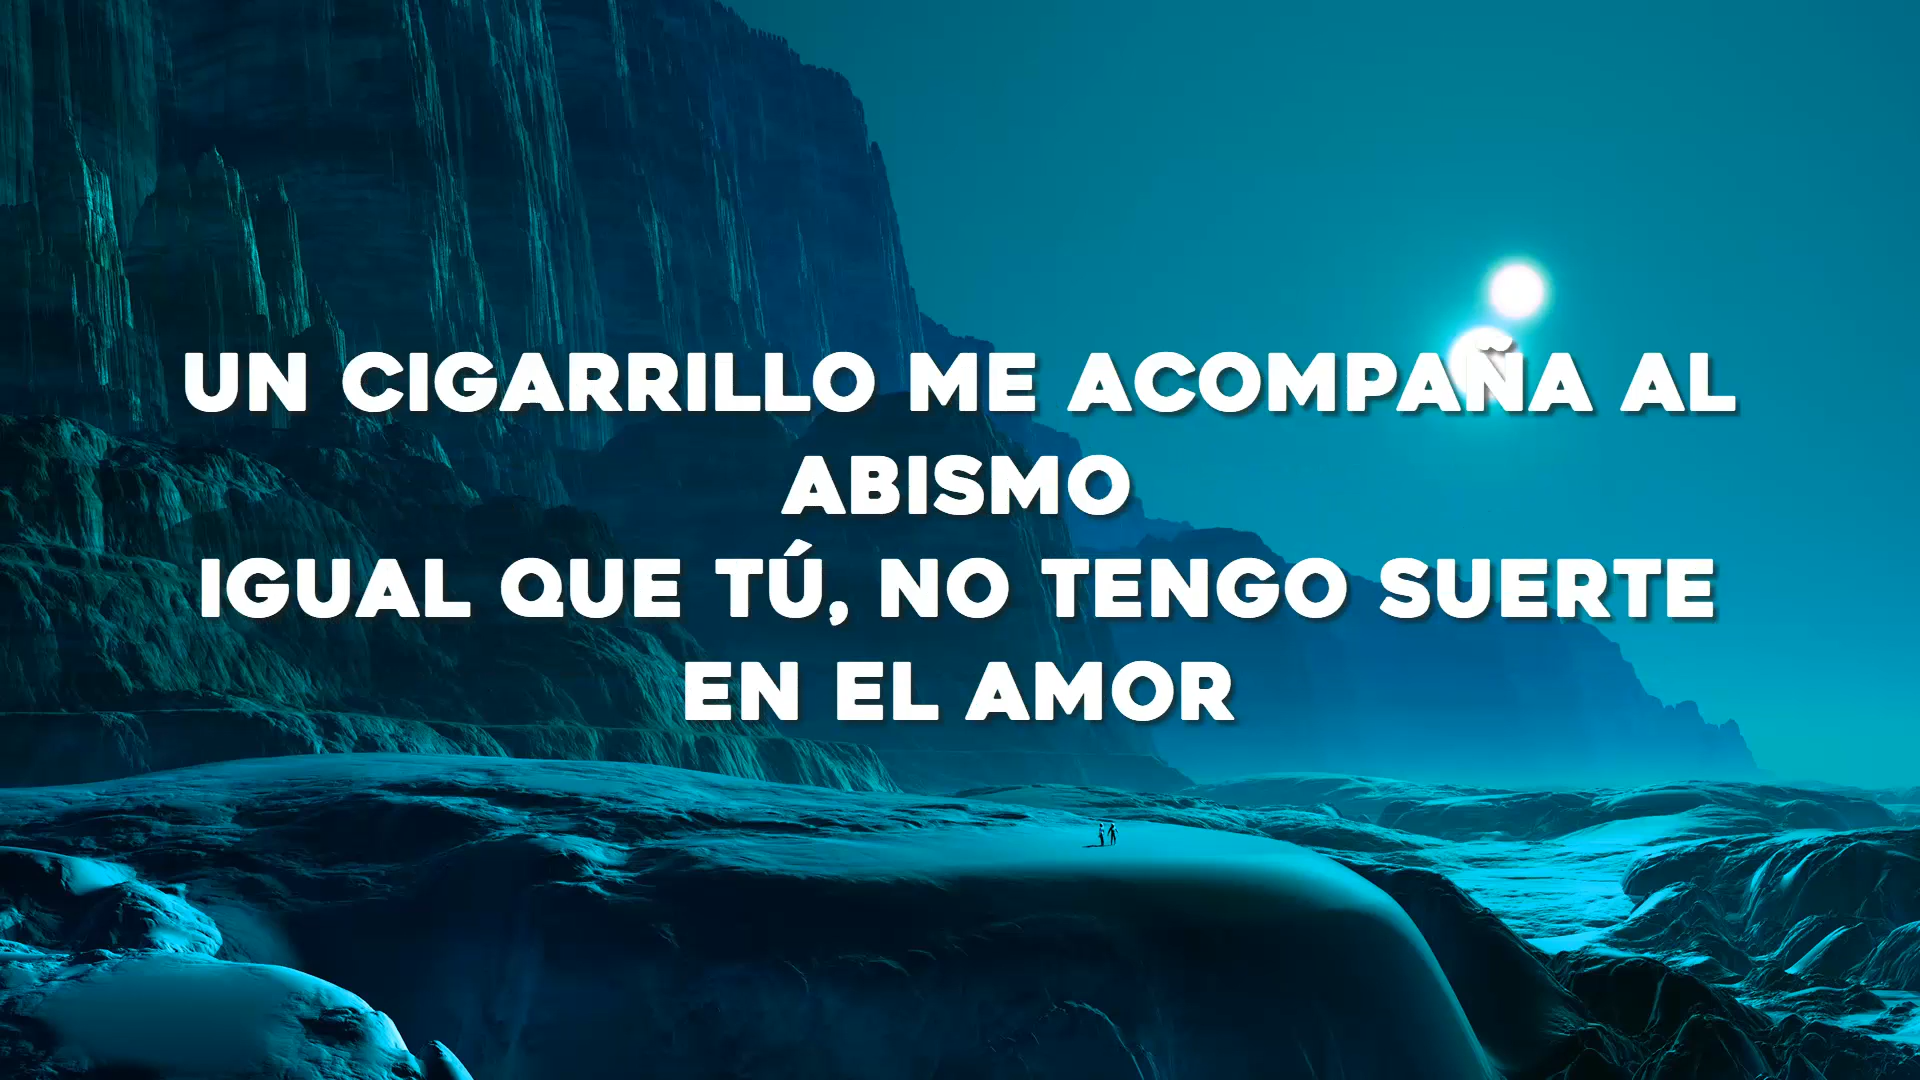 UN CIGARRILLO ME ACOMPAÑA AL
ABISMO
IGUAL QUE TÚ, NO TENGO SUERTE
EN EL AMOR